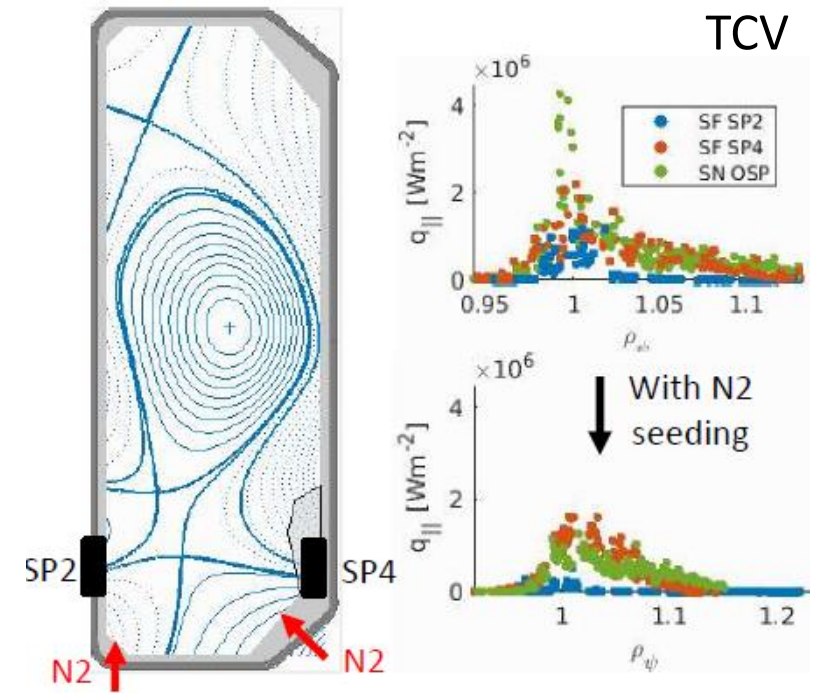 TCV
×10⁶
q|| [Wm⁻²]
4
2
0
SF SP2
SF SP4
SN OSP
0.95 1 1.05 1.1
×10⁶
With N2
seeding
q|| [Wm⁻²]
4
2
0
1 1.1 1.2
ρψ
SP2
SP4
N2
N2